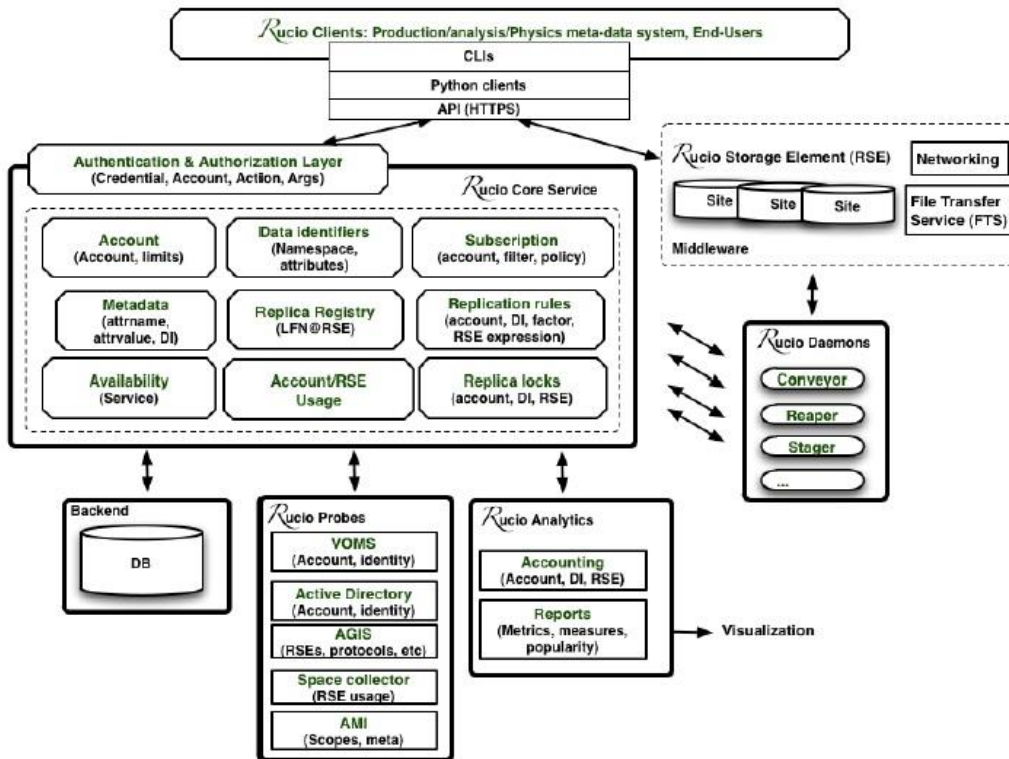 Rucio Clients: Production/analysis/Physics meta-data system, End-Users
CLIs
Python clients
API (HTTPS)
Authentication & Authorization Layer
(Credential, Account, Action, Args)
Rucio Core Service
Account
(Account, limits)
Data identifiers
(Namespace,
attributes)
Subscription
(account, filter, policy)
Metadata
(attrname,
attrvalue, DI)
Replica Registry
(LFN@RSE)
Replication rules
(account, DI, factor,
RSE expression)
Availability
(Service)
Account/RSE
Usage
Replica locks
(account, DI, RSE)
Rucio Storage Element (RSE)
Site
Site
Site
Middleware
Networking
File Transfer
Service (FTS)
Rucio Daemons
Conveyor
Reaper
Stager
...
Backend
DB
Rucio Probes
VOMS
(Account, identity)
Active Directory
(Account, identity)
AGIS
(RSEs, protocols, etc)
Space collector
(RSE usage)
AMI
(Scopes, meta)
Rucio Analytics
Accounting
(Account, DI, RSE)
Reports
(Metrics, measures,
popularity)
Visualization